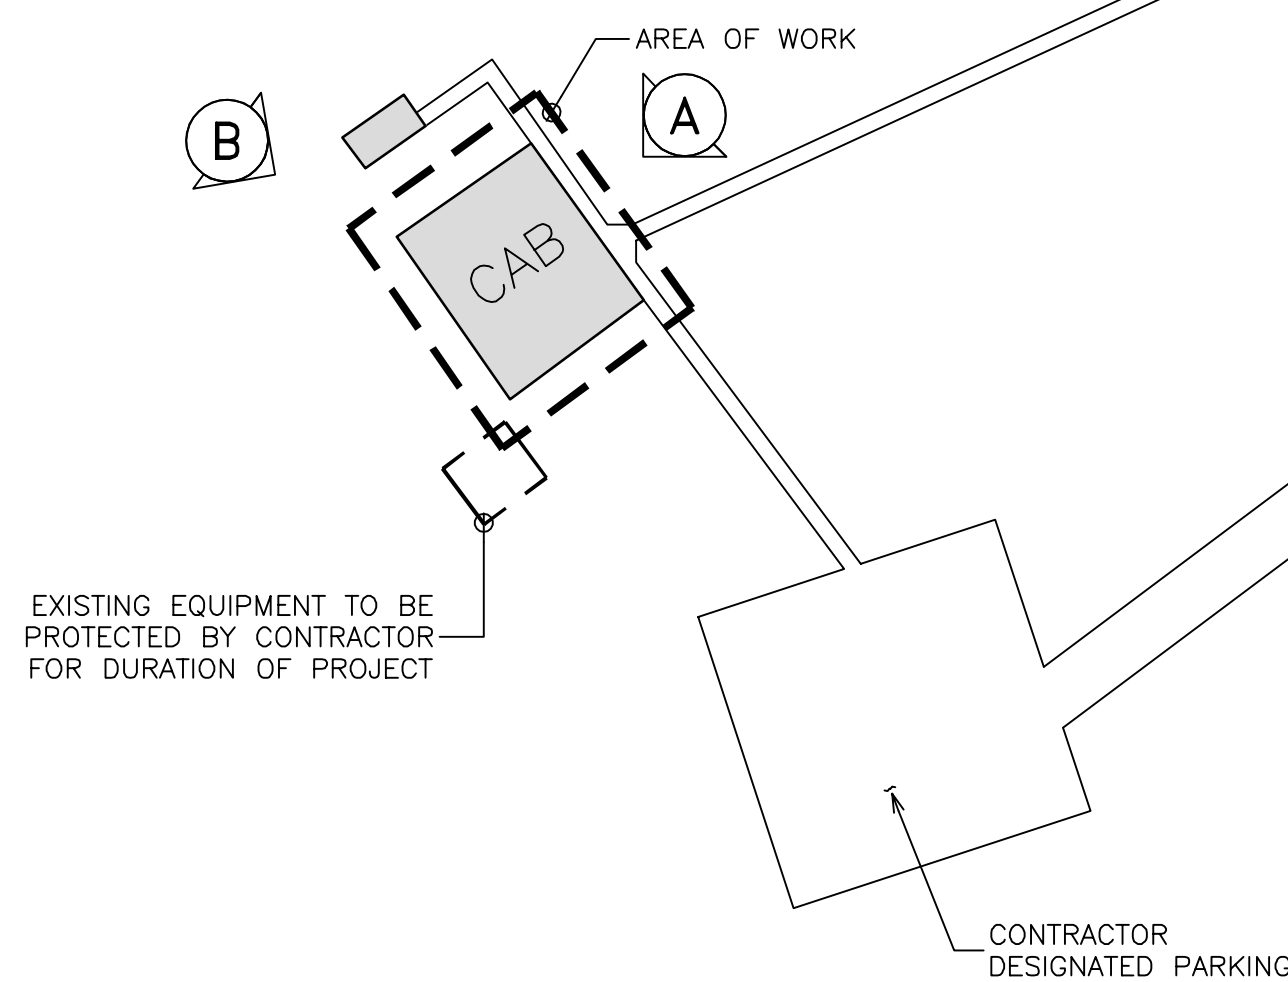 AREA OF WORK
B
A
CAB
EXISTING EQUIPMENT TO BE
PROTECTED BY CONTRACTOR
FOR DURATION OF PROJECT
CONTRACTOR
DESIGNATED PARKING